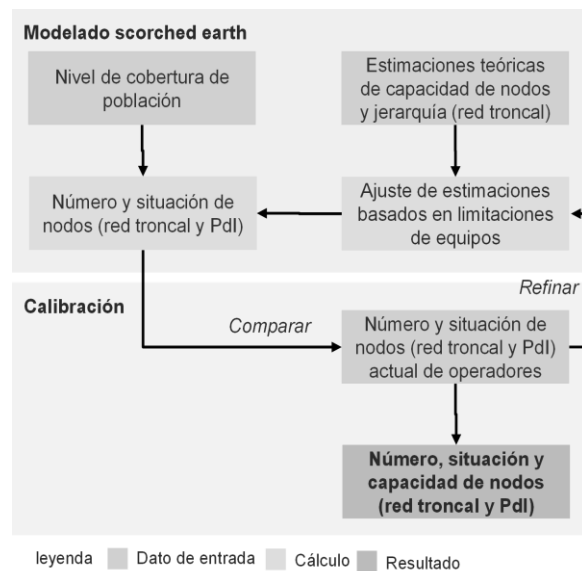 Modelado scorched earth
Nivel de cobertura de
población
Estimaciones teóricas
de capacidad de nodos
y jerarquía (red troncal)
Número y situación de
nodos (red troncal y PdI)
Ajuste de estimaciones
basados en limitaciones
de equipos
Refinar
Calibración
Comparar
Número y situación de
nodos (red troncal y PdI)
actual de operadores
Número, situación y
capacidad de nodos
(red troncal y PdI)
leyenda Dato de entrada Cálculo Resultado